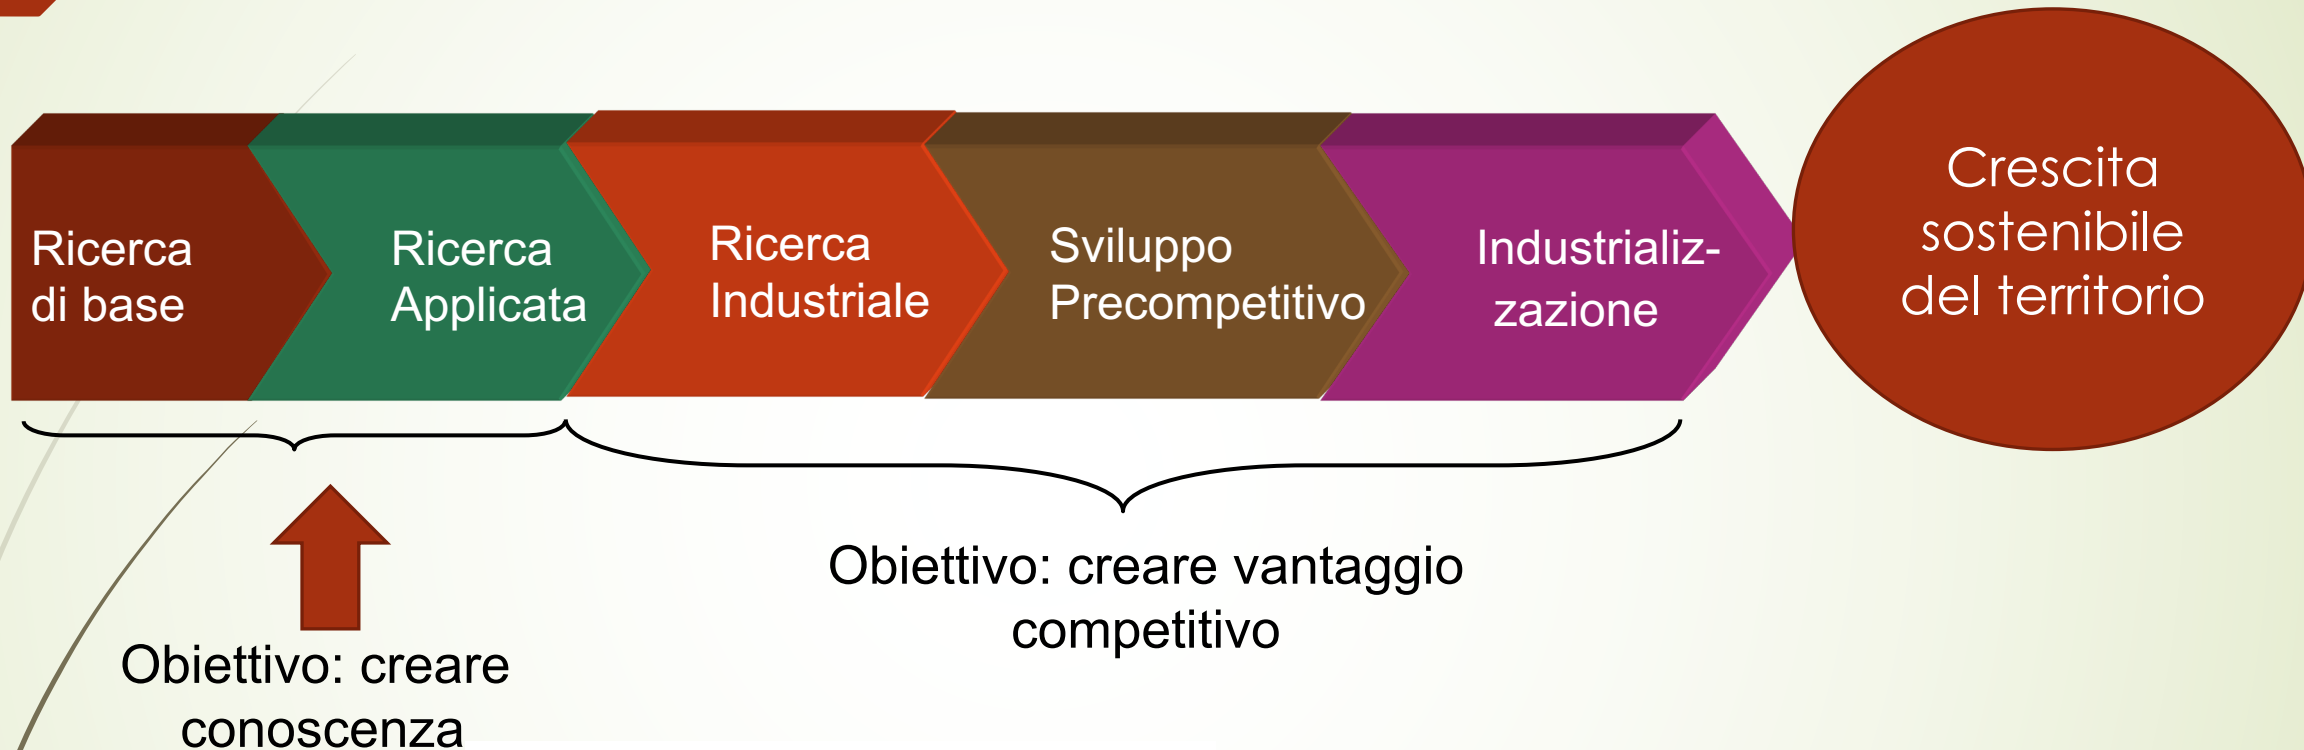 Ricerca
di base
Ricerca
Applicata
Ricerca
Industriale
Sviluppo
Precompetitivo
Industrializ-
zazione
Crescita
sostenibile
del territorio
Obiettivo: creare
conoscenza
Obiettivo: creare vantaggio
competitivo